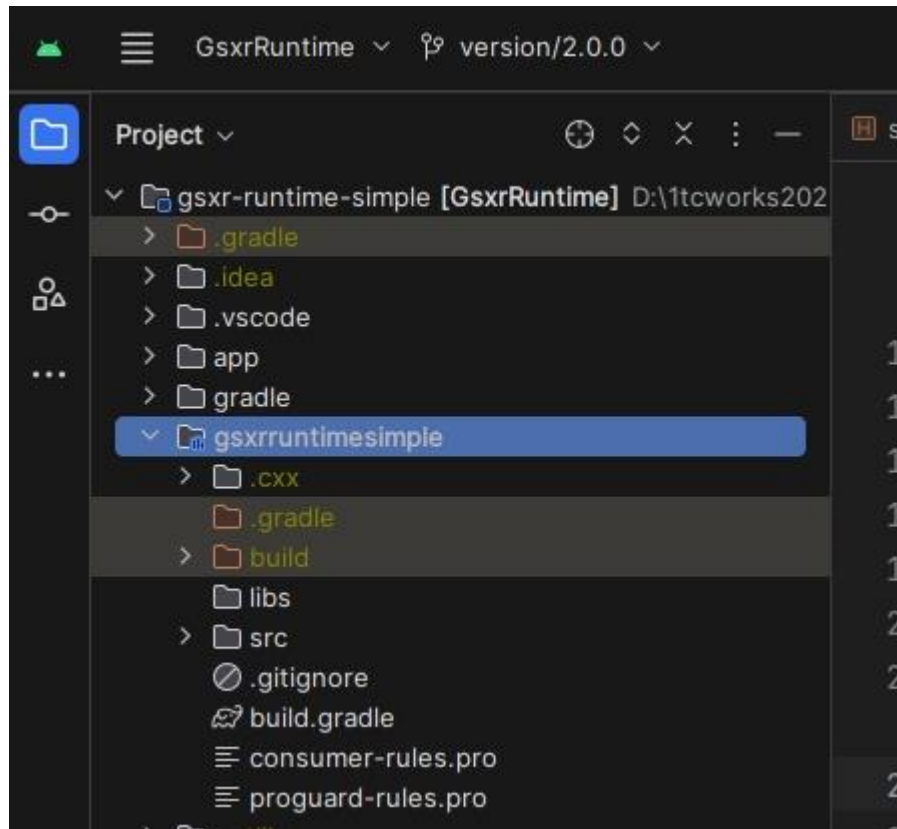 GsxrRuntime version/2.0.0
Project
gsxr-runtime-simple [GsxrRuntime] D:\1tcworks202
.gradle
.idea
.vscode
app
gradle
gsxrruntimesimple
.cxx
.gradle
build
libs
src
.gitignore
build.gradle
consumer-rules.pro
proguard-rules.pro